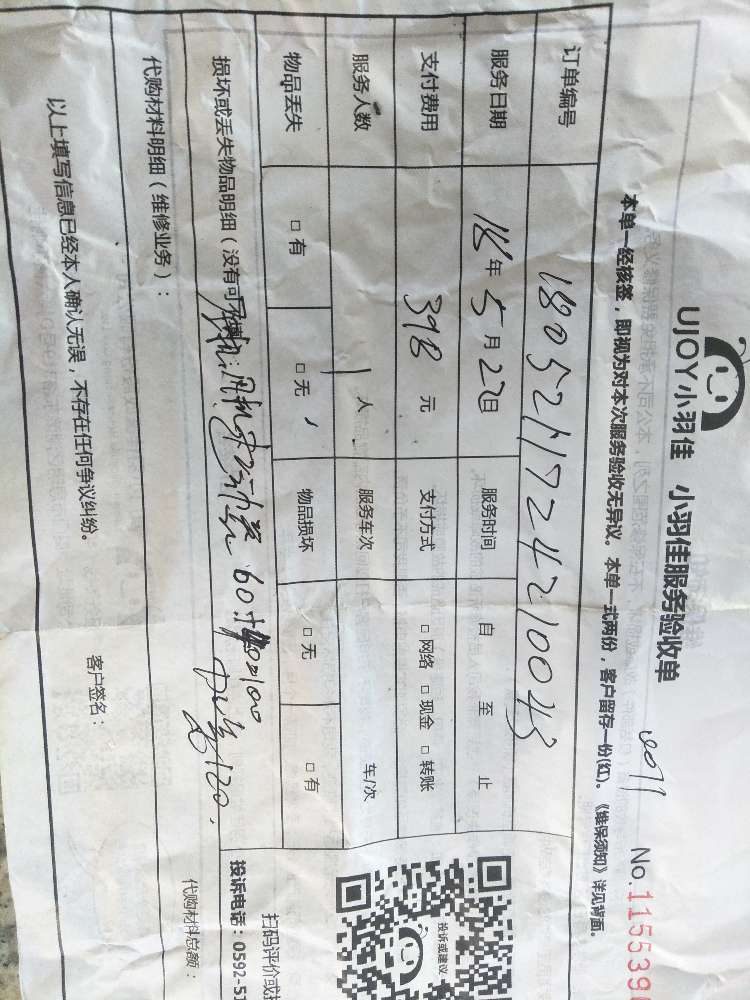 UJOY小羽佳 小羽佳服务验收单
No.1155390
本单一经接签，即视为对本次服务验收无异议。本单一式两份，客户留存一份(红)。《维保须知》详见背面。
订单编号
服务日期 18年5月22日 服务时间 自 至 止
支付费用 398 元 支付方式 □ 网络 □ 现金 □ 转账
服务人数 1 人 服务车次 车/次
物品丢失 □ 有 □ 无 物品损坏 □ 无 □ 有
损坏或丢失物品明细（没有可
代购材料明细（维修业务）：
代购材料总额：
以上填写信息已经本人确认无误，不存在任何争议纠纷。
客户签名：
投诉或建议
扫码评价或投
投诉电话：0592-51